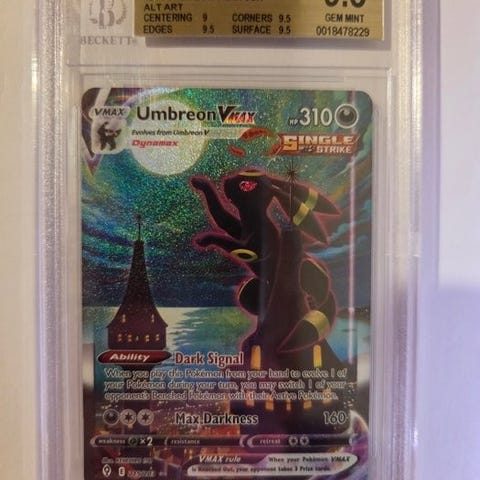 ALT ART
CENTERING 9 CORNERS 9.5 GEM MINT
EDGES 9.5 SURFACE 9.5 0018478229
BECKETT
VMAX Umbreon VMAX HP 310
Evolves from Umbreon V
Dynamax
SINGLE STRIKE
Ability Dark Signal
When you play this Pokémon from your hand to evolve 1 of
your Pokémon during your turn, you may switch 1 of your
opponent's Benched Pokémon with their Active Pokémon.
Max Darkness 160
weakness ×2 resistance retreat
VMAX rule When your Pokémon VMAX
is Knocked Out, your opponent takes 3 Prize cards.